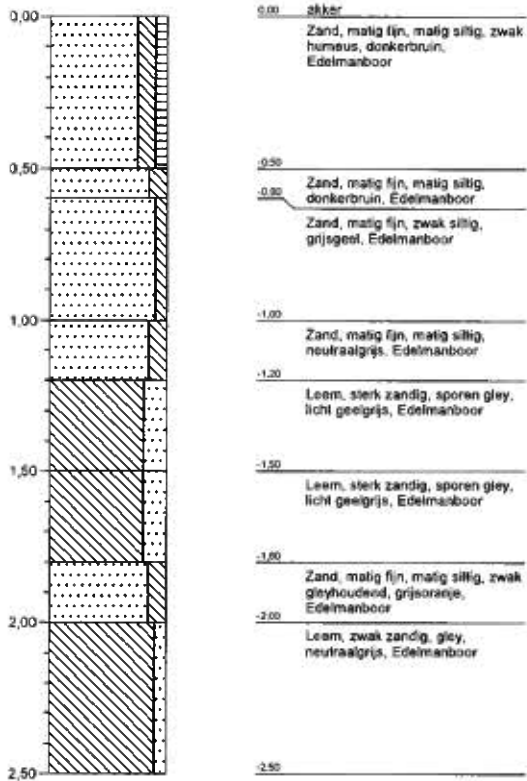 0,00
0,50
1,00
1,50
2,00
2,50
0,00 akker
Zand, matig fijn, matig siltig, zwak
humeus, donkerbruin,
Edelmanboor
-0,50
Zand, matig fijn, matig siltig,
donkerbruin, Edelmanboor
-0,60
Zand, matig fijn, zwak siltig,
grijsgeel, Edelmanboor
-1,00
Zand, matig fijn, matig siltig,
neutraalgrijs, Edelmanboor
-1,20
Leem, sterk zandig, sporen gley,
licht geelgrijs, Edelmanboor
-1,50
Leem, sterk zandig, sporen gley,
licht geelgrijs, Edelmanboor
-1,80
Zand, matig fijn, matig siltig, zwak
gleyhoudend, grijsoranje,
Edelmanboor
-2,00
Leem, zwak zandig, gley,
neutraalgrijs, Edelmanboor
-2,50